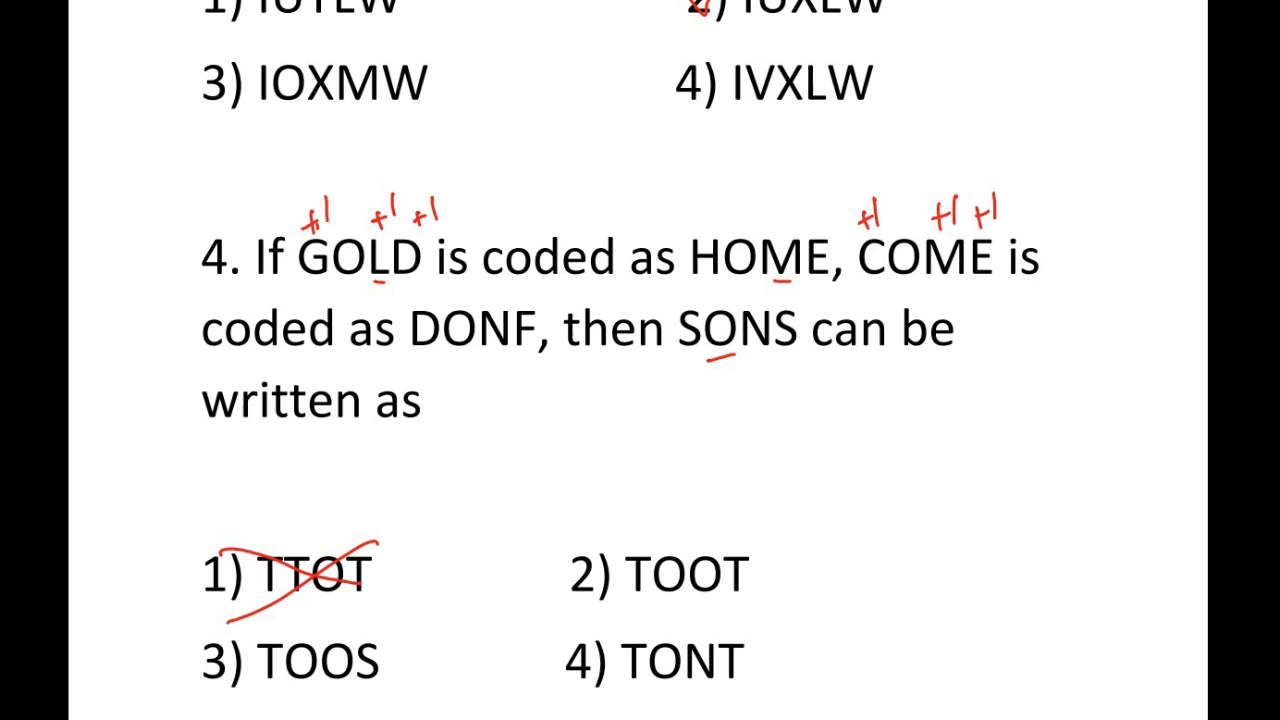 3) IOXMW 4) IVXLW
+1 +1 +1 +1 +1 +1
4. If GOLD is coded as HOME, COME is
coded as DONF, then SONS can be
written as
1) TTOT 2) TOOT
3) TOOS 4) TONT